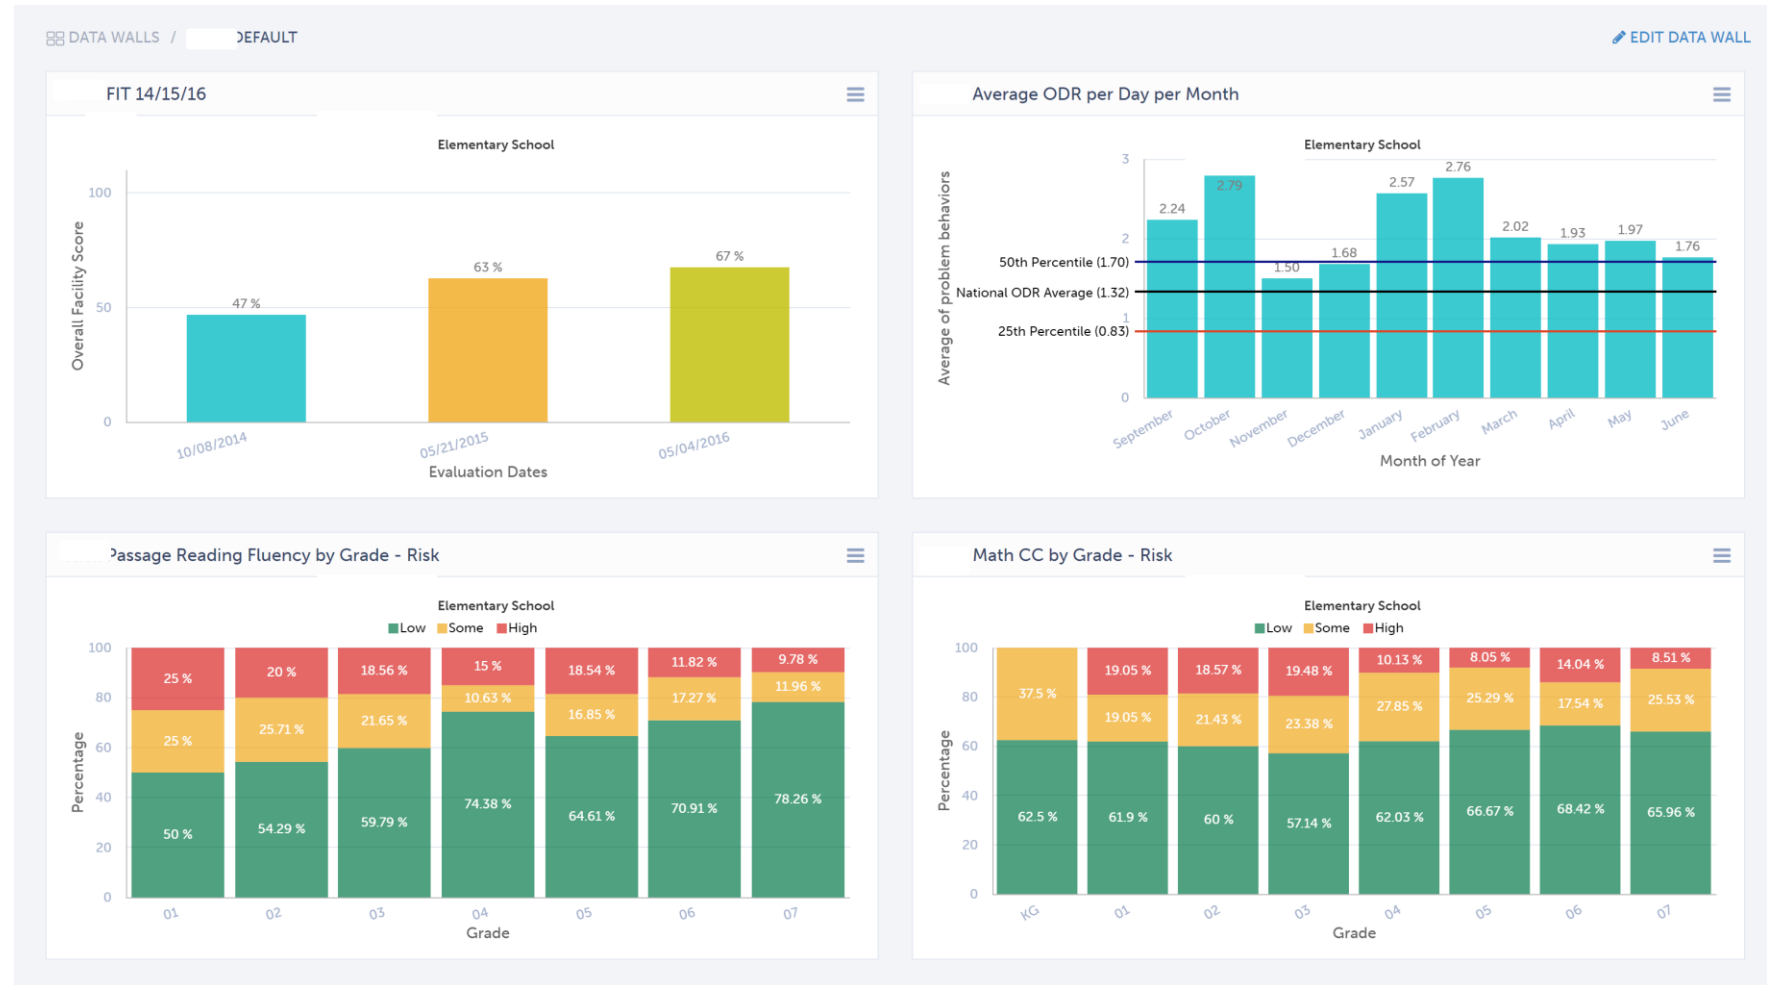 DATA WALLS / DEFAULT
EDIT DATA WALL
FIT 14/15/16
Elementary School
Overall Facility Score
100
50
0
47 %
63 %
67 %
10/08/2014
05/21/2015
05/04/2016
Evaluation Dates
Average ODR per Day per Month
Elementary School
Average of problem behaviors
3
2
1
0
50th Percentile (1.70)
National ODR Average (1.32)
25th Percentile (0.83)
2.24
2.79
1.50
1.68
2.57
2.76
2.02
1.93
1.97
1.76
September
October
November
December
January
February
March
April
May
June
Month of Year
Passage Reading Fluency by Grade - Risk
Elementary School
Low Some High
Percentage
100
80
60
40
20
0
25 % 20 % 18.56 % 15 % 18.54 % 11.82 % 9.78 %
25 % 25.71 % 21.65 % 10.63 % 16.85 % 17.27 % 11.96 %
50 % 54.29 % 59.79 % 74.38 % 64.61 % 70.91 % 78.26 %
01 02 03 04 05 06 07
Grade
Math CC by Grade - Risk
Elementary School
Low Some High
Percentage
100
80
60
40
20
0
19.05 % 18.57 % 19.48 % 10.13 % 8.05 % 14.04 % 8.51 %
37.5 % 19.05 % 21.43 % 23.38 % 27.85 % 25.29 % 17.54 % 25.53 %
62.5 % 61.9 % 60 % 57.14 % 62.03 % 66.67 % 68.42 % 65.96 %
KG 01 02 03 04 05 06 07
Grade